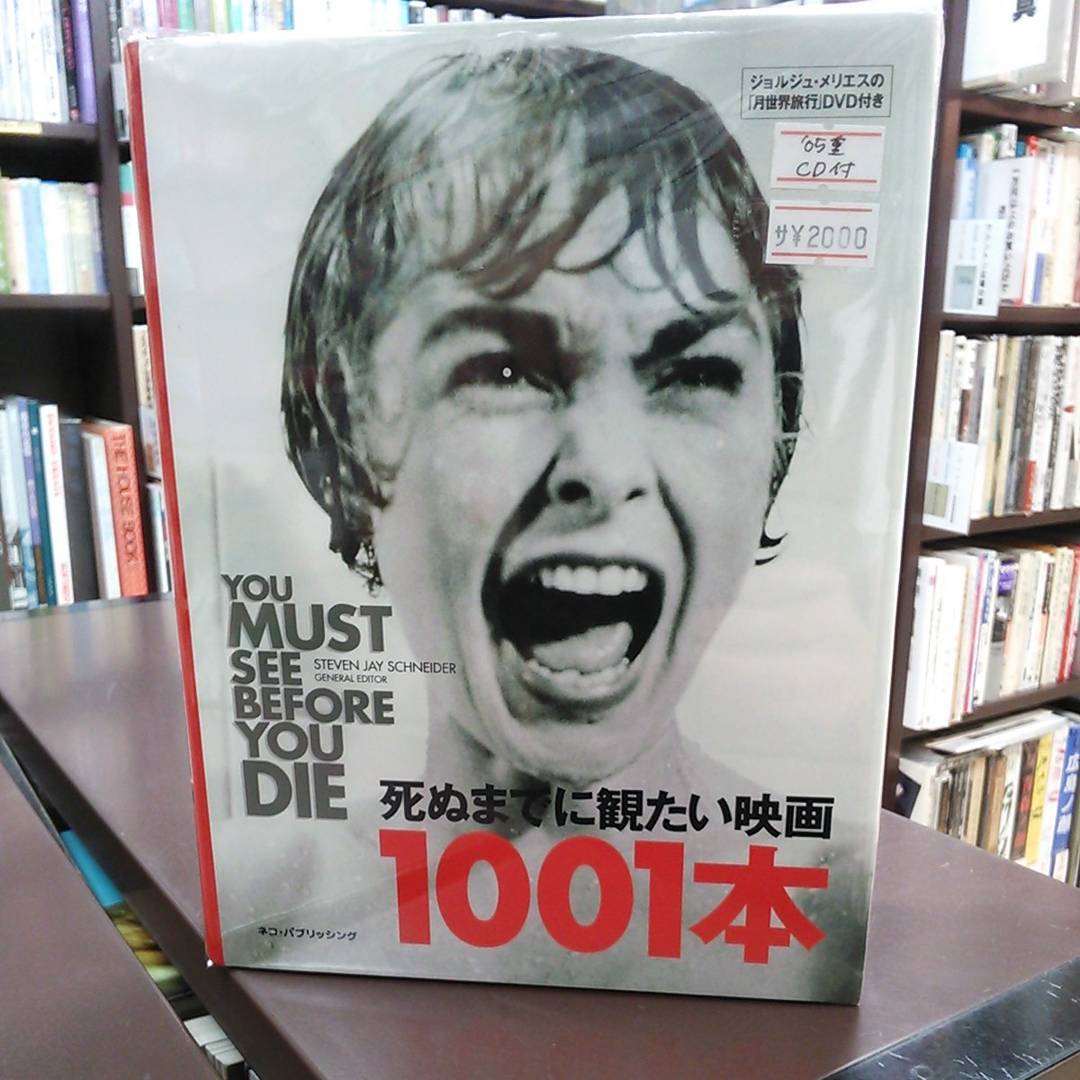 ジョルジュ・メリエスの
「月世界旅行」DVD付き
'05重
CD付
サ¥2000
YOU
MUST
SEE
STEVEN JAY SCHNEIDER
GENERAL EDITOR
BEFORE
YOU
DIE
死ぬまでに観たい映画
1001本
ネコ・パブリッシング
THE HOUSE BOOK